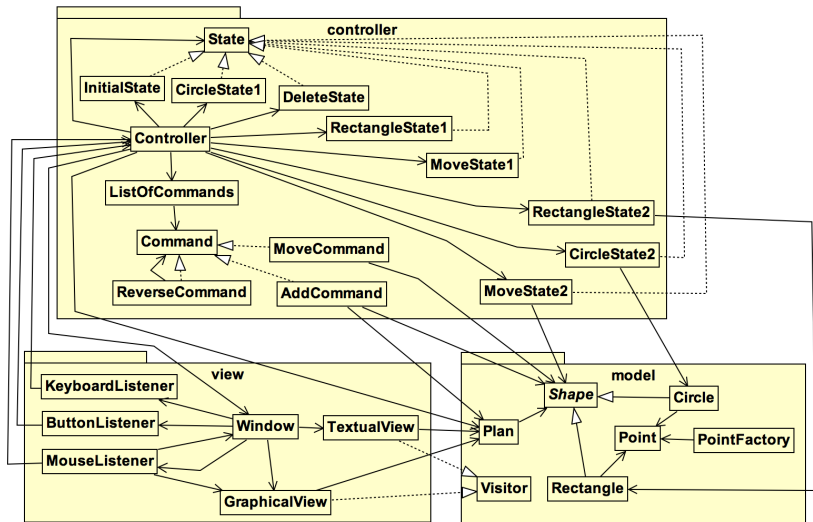 controller
State
InitialState
CircleState1
DeleteState
Controller
RectangleState1
MoveState1
ListOfCommands
RectangleState2
Command
MoveCommand
CircleState2
ReverseCommand
AddCommand
MoveState2
view
model
KeyboardListener
Shape
Circle
ButtonListener
Window
TextualView
Plan
Point
PointFactory
MouseListener
GraphicalView
Visitor
Rectangle